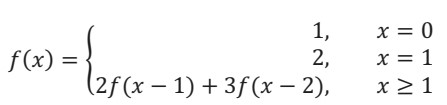 1, x = 0
f(x) = { 2, x = 1
2f(x − 1) + 3f(x − 2), x ≥ 1